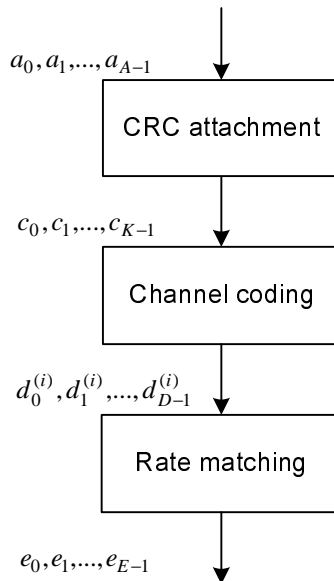 a_0, a_1,..., a_{A-1}
CRC attachment
c_0, c_1,..., c_{K-1}
Channel coding
d_0^{(i)}, d_1^{(i)},..., d_{D-1}^{(i)}
Rate matching
e_0, e_1,..., e_{E-1}